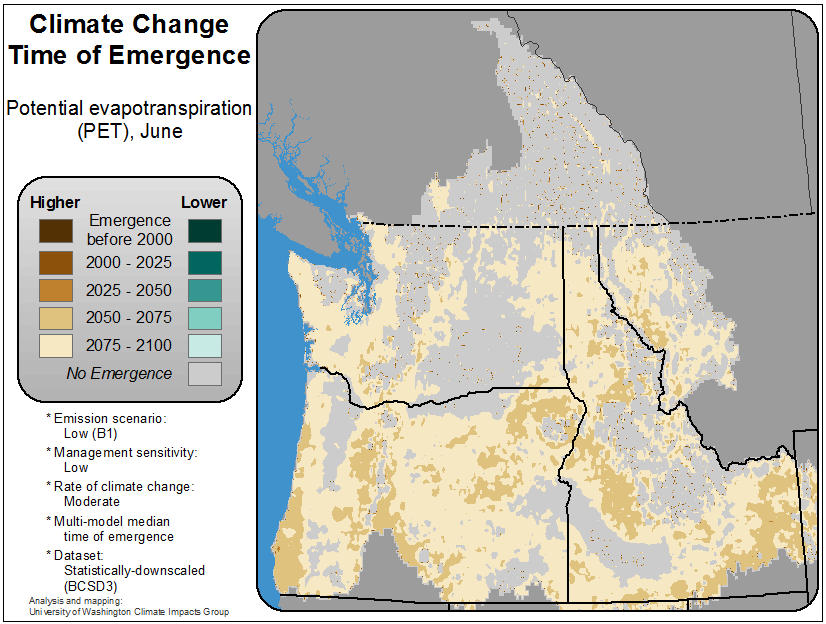 Climate Change
Time of Emergence
Potential evapotranspiration
(PET), June
Higher Lower
Emergence
before 2000
2000 - 2025
2025 - 2050
2050 - 2075
2075 - 2100
No Emergence
* Emission scenario:
Low (B1)
* Management sensitivity:
Low
* Rate of climate change:
Moderate
* Multi-model median
time of emergence
* Dataset:
Statistically-downscaled
(BCSD3)
Analysis and mapping:
University of Washington Climate Impacts Group